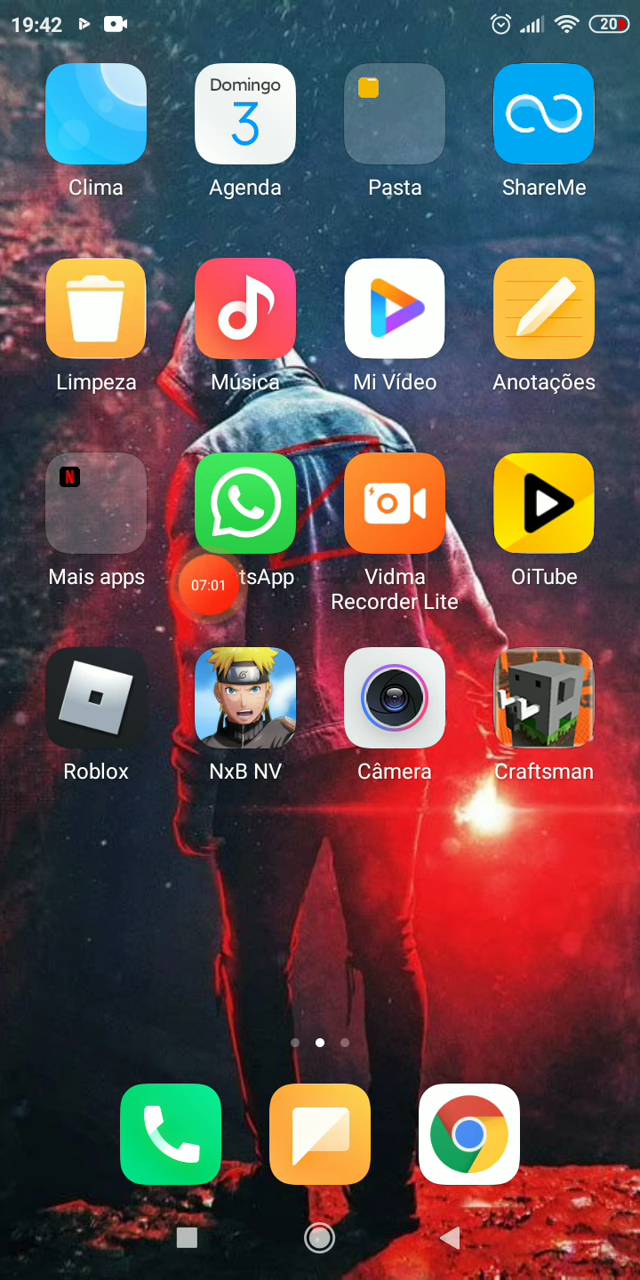 19:42
20
Domingo
3
Clima
Agenda
Pasta
ShareMe
Limpeza
Música
Mi Vídeo
Anotações
N
Mais apps
tsApp
Vidma
Recorder Lite
OiTube
07:01
Roblox
NxB NV
Câmera
Craftsman